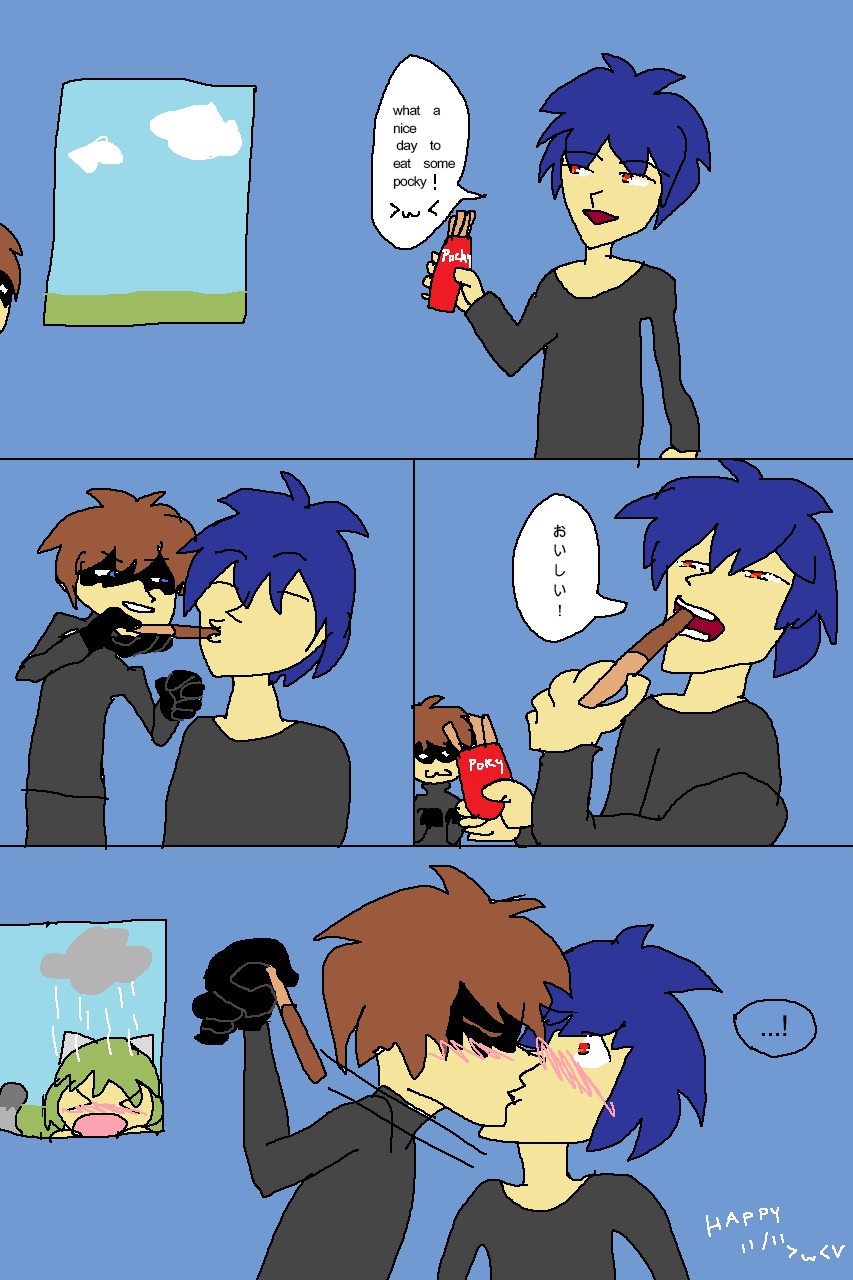 what a
nice
day to
eat some
pocky!
>w<
Pocky
おいしい!
Poky
...!
HAPPY
11/11 >w<v